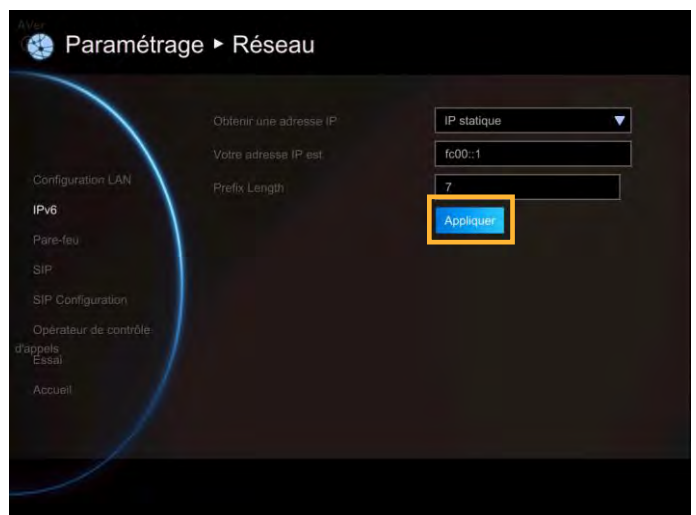 AVer
Paramétrage ► Réseau
Obtenir une adresse IP
IP statique
Votre adresse IP est
fc00::1
Configuration LAN
Prefix Length
7
IPv6
Appliquer
Pare-feu
SIP
SIP Configuration
Opérateur de contrôle
d'appels
Essai
Accueil